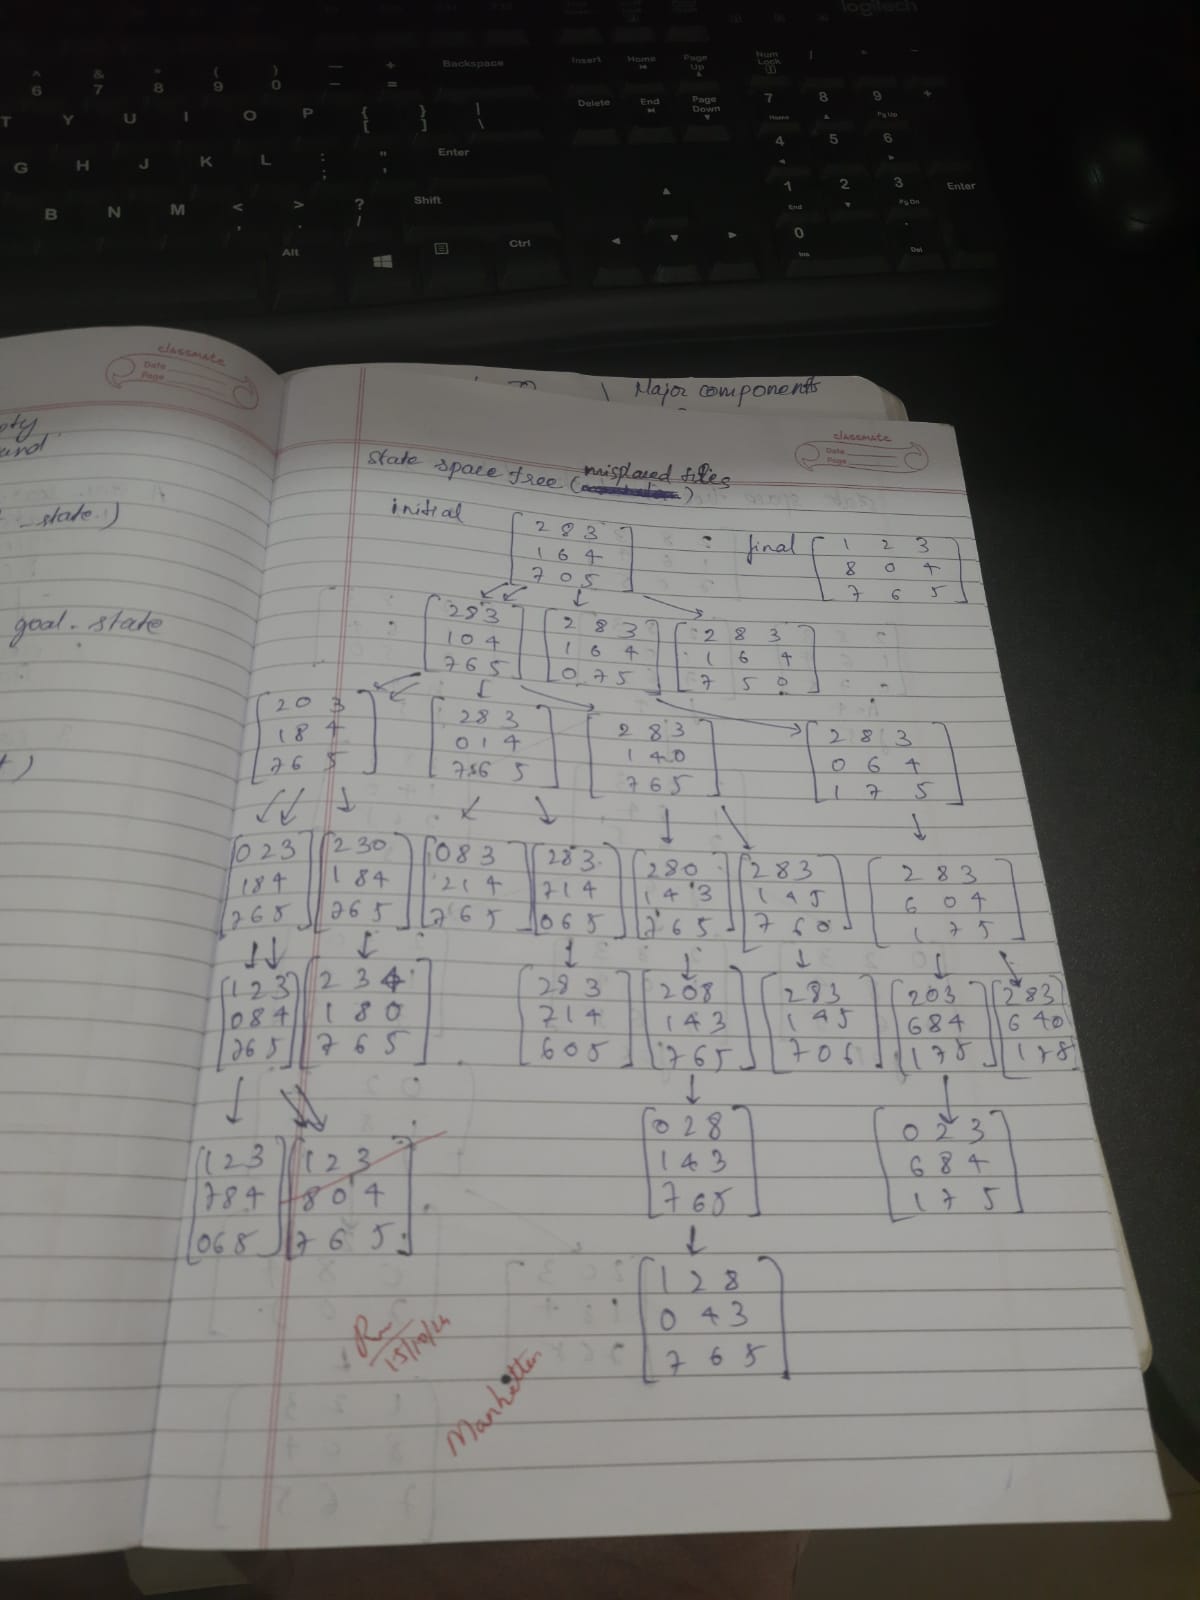 logitech
Backspace
Insert
Home
Page Up
Num Lock
^ 6
& 7
* 8
( 9
) 0
Delete
End
Page Down
7 Home
8
9 Pg Up
T Y U I O P { [ } ] | \
4
5
6
G H J K L : ; " '
Enter
1 End
2
3 Pg Dn
Enter
B N M < , > . ? /
Shift
0 Ins
. Del
Alt
Ctrl
Major components
classmate
Date
Page
classmate
Date
Page
and
state)
goal. state
State space tree (misplaced tiles)
initial
2 8 3
1 6 4
7 0 5
final
1 2 3
8 0 4
7 6 5
2 8 3
1 0 4
7 6 5
2 8 3
1 6 4
0 7 5
2 8 3
1 6 4
7 5 0
2 0 3
1 8 4
7 6 5
2 8 3
0 1 4
7 6 5
2 8 3
1 4 0
7 6 5
2 8 3
0 6 4
1 7 5
0 2 3
1 8 4
7 6 5
2 3 0
1 8 4
7 6 5
0 8 3
2 1 4
7 6 5
2 8 3
7 1 4
0 6 5
2 8 0
1 4 3
7 6 5
2 8 3
1 4 5
7 6 0
2 8 3
6 0 4
1 7 5
1 2 3
0 8 4
7 6 5
2 3 4
1 8 0
7 6 5
2 8 3
7 1 4
6 0 5
2 0 8
1 4 3
7 6 5
2 8 3
1 4 5
7 0 6
2 0 3
6 8 4
1 7 5
2 8 3
6 4 0
1 7 5
1 2 3
7 8 4
0 6 5
1 2 3
8 0 4
7 6 5
0 2 8
1 4 3
7 6 5
0 2 3
6 8 4
1 7 5
1 2 8
0 4 3
7 6 5
15/10/24
Manhetten